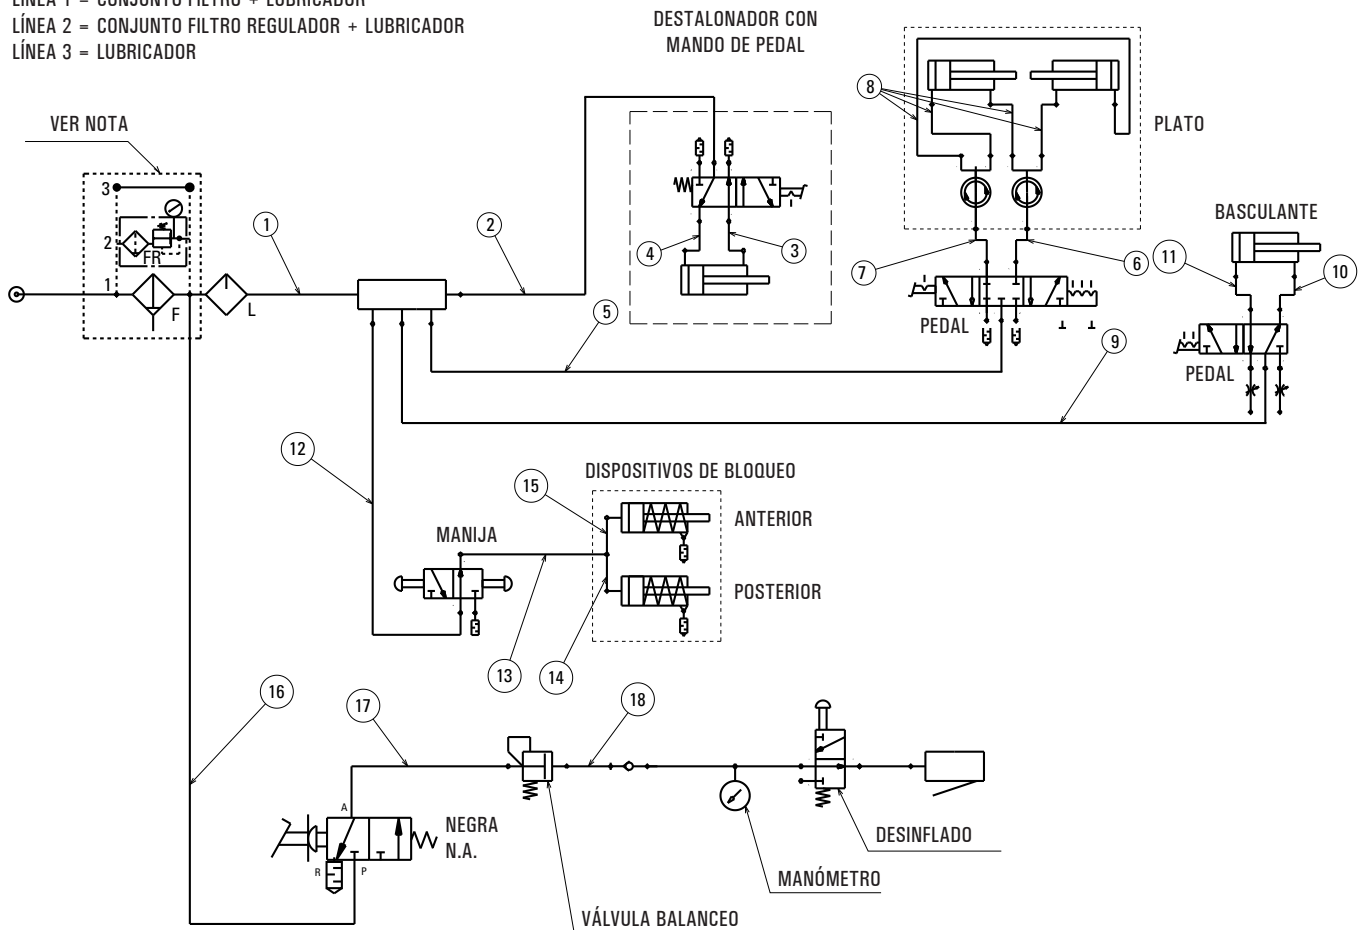 LÍNEA 1 = CONJUNTO FILTRO + LUBRICADOR
LÍNEA 2 = CONJUNTO FILTRO REGULADOR + LUBRICADOR
LÍNEA 3 = LUBRICADOR
DESTALONADOR CON
MANDO DE PEDAL
VER NOTA
8
PLATO
3
1
2
BASCULANTE
2
FR
4
3
7
6
11
10
1
F
L
5
PEDAL
9
PEDAL
12
DISPOSITIVOS DE BLOQUEO
15
ANTERIOR
MANIJA
POSTERIOR
13
14
16
17
18
A
NEGRA
N.A.
R
P
DESINFLADO
MANÓMETRO
VÁLVULA BALANCEO